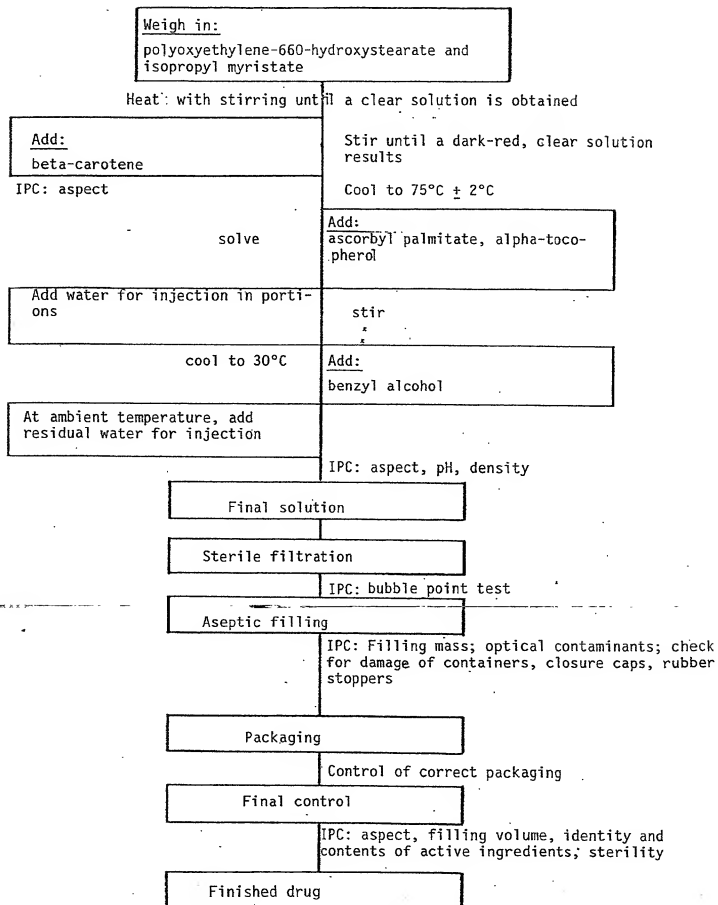 Weigh in:
polyoxyethylene-660-hydroxystearate and
isopropyl myristate
Heat: with stirring until a clear solution is obtained
Add:
beta-carotene
Stir until a dark-red, clear solution
results
IPC: aspect
Cool to 75°C ± 2°C
solve
Add:
ascorbyl palmitate, alpha-toco-
pherol
Add water for injection in porti-
ons
stir
cool to 30°C
Add:
benzyl alcohol
At ambient temperature, add
residual water for injection
IPC: aspect, pH, density
Final solution
Sterile filtration
IPC: bubble point test
Aseptic filling
IPC: Filling mass; optical contaminants; check
for damage of containers, closure caps, rubber
stoppers
Packaging
Control of correct packaging
Final control
IPC: aspect, filling volume, identity and
contents of active ingredients; sterility
Finished drug